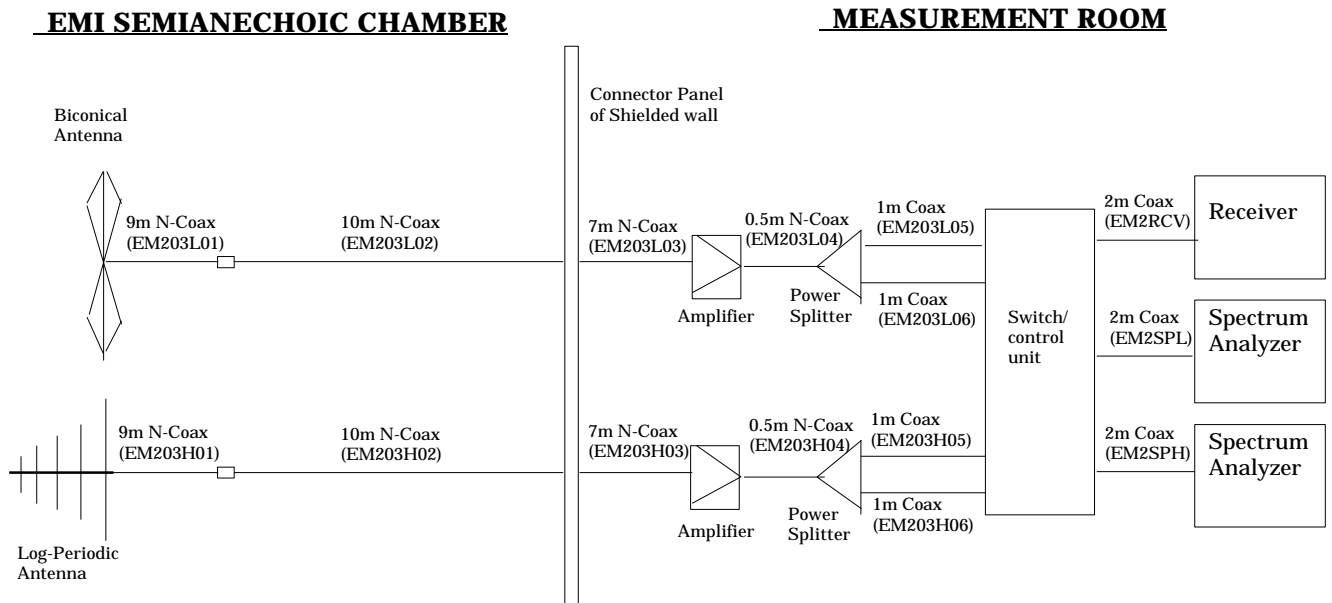 EMI SEMIANECHOIC CHAMBER
MEASUREMENT ROOM
Connector Panel
of Shielded wall
Biconical
Antenna
9m N-Coax
(EM203L01)
10m N-Coax
(EM203L02)
7m N-Coax
(EM203L03)
Amplifier
0.5m N-Coax
(EM203L04)
Power
Splitter
1m Coax
(EM203L05)
1m Coax
(EM203L06)
Switch/
control
unit
2m Coax
(EM2RCV)
Receiver
2m Coax
(EM2SPL)
Spectrum
Analyzer
Log-Periodic
Antenna
9m N-Coax
(EM203H01)
10m N-Coax
(EM203H02)
7m N-Coax
(EM203H03)
Amplifier
0.5m N-Coax
(EM203H04)
Power
Splitter
1m Coax
(EM203H05)
1m Coax
(EM203H06)
2m Coax
(EM2SPH)
Spectrum
Analyzer